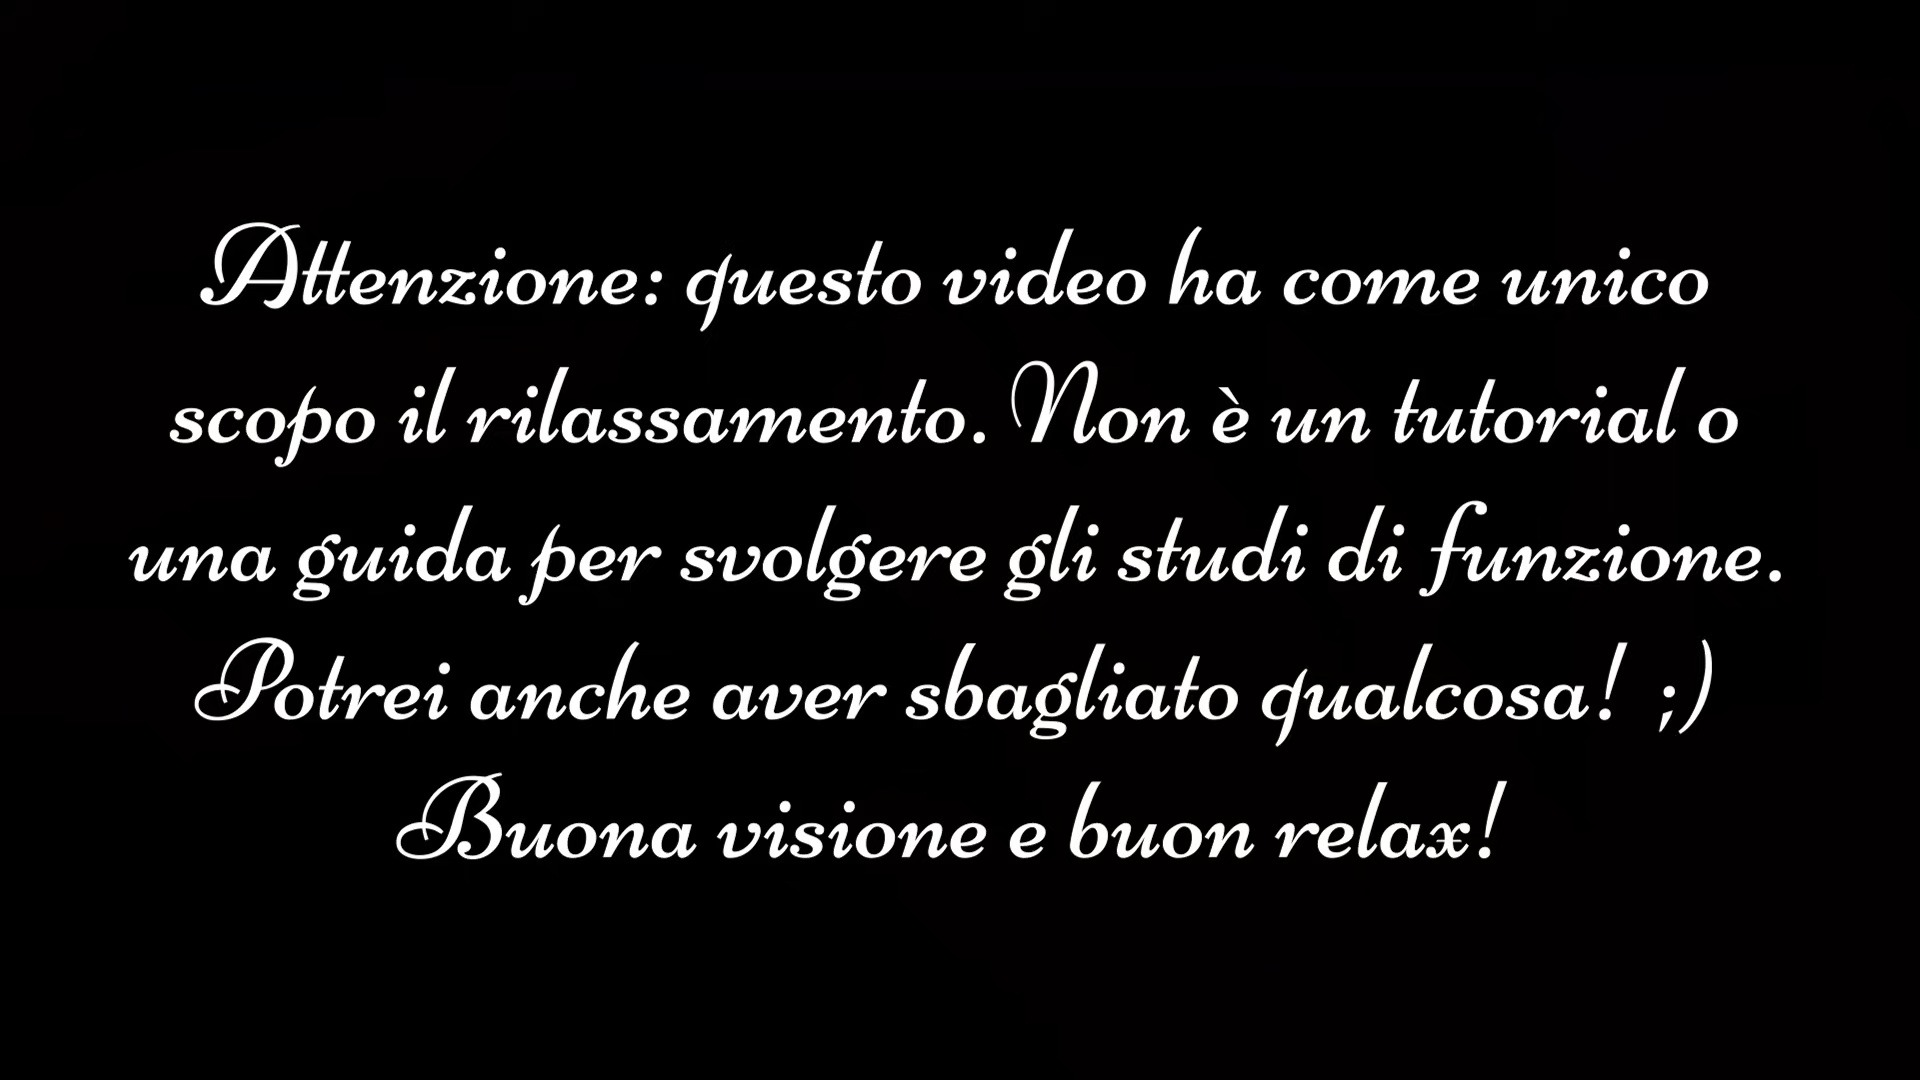 Attenzione: questo video ha come unico
scopo il rilassamento. Non è un tutorial o
una guida per svolgere gli studi di funzione.
Potrei anche aver sbagliato qualcosa! ;)
Buona visione e buon relax!